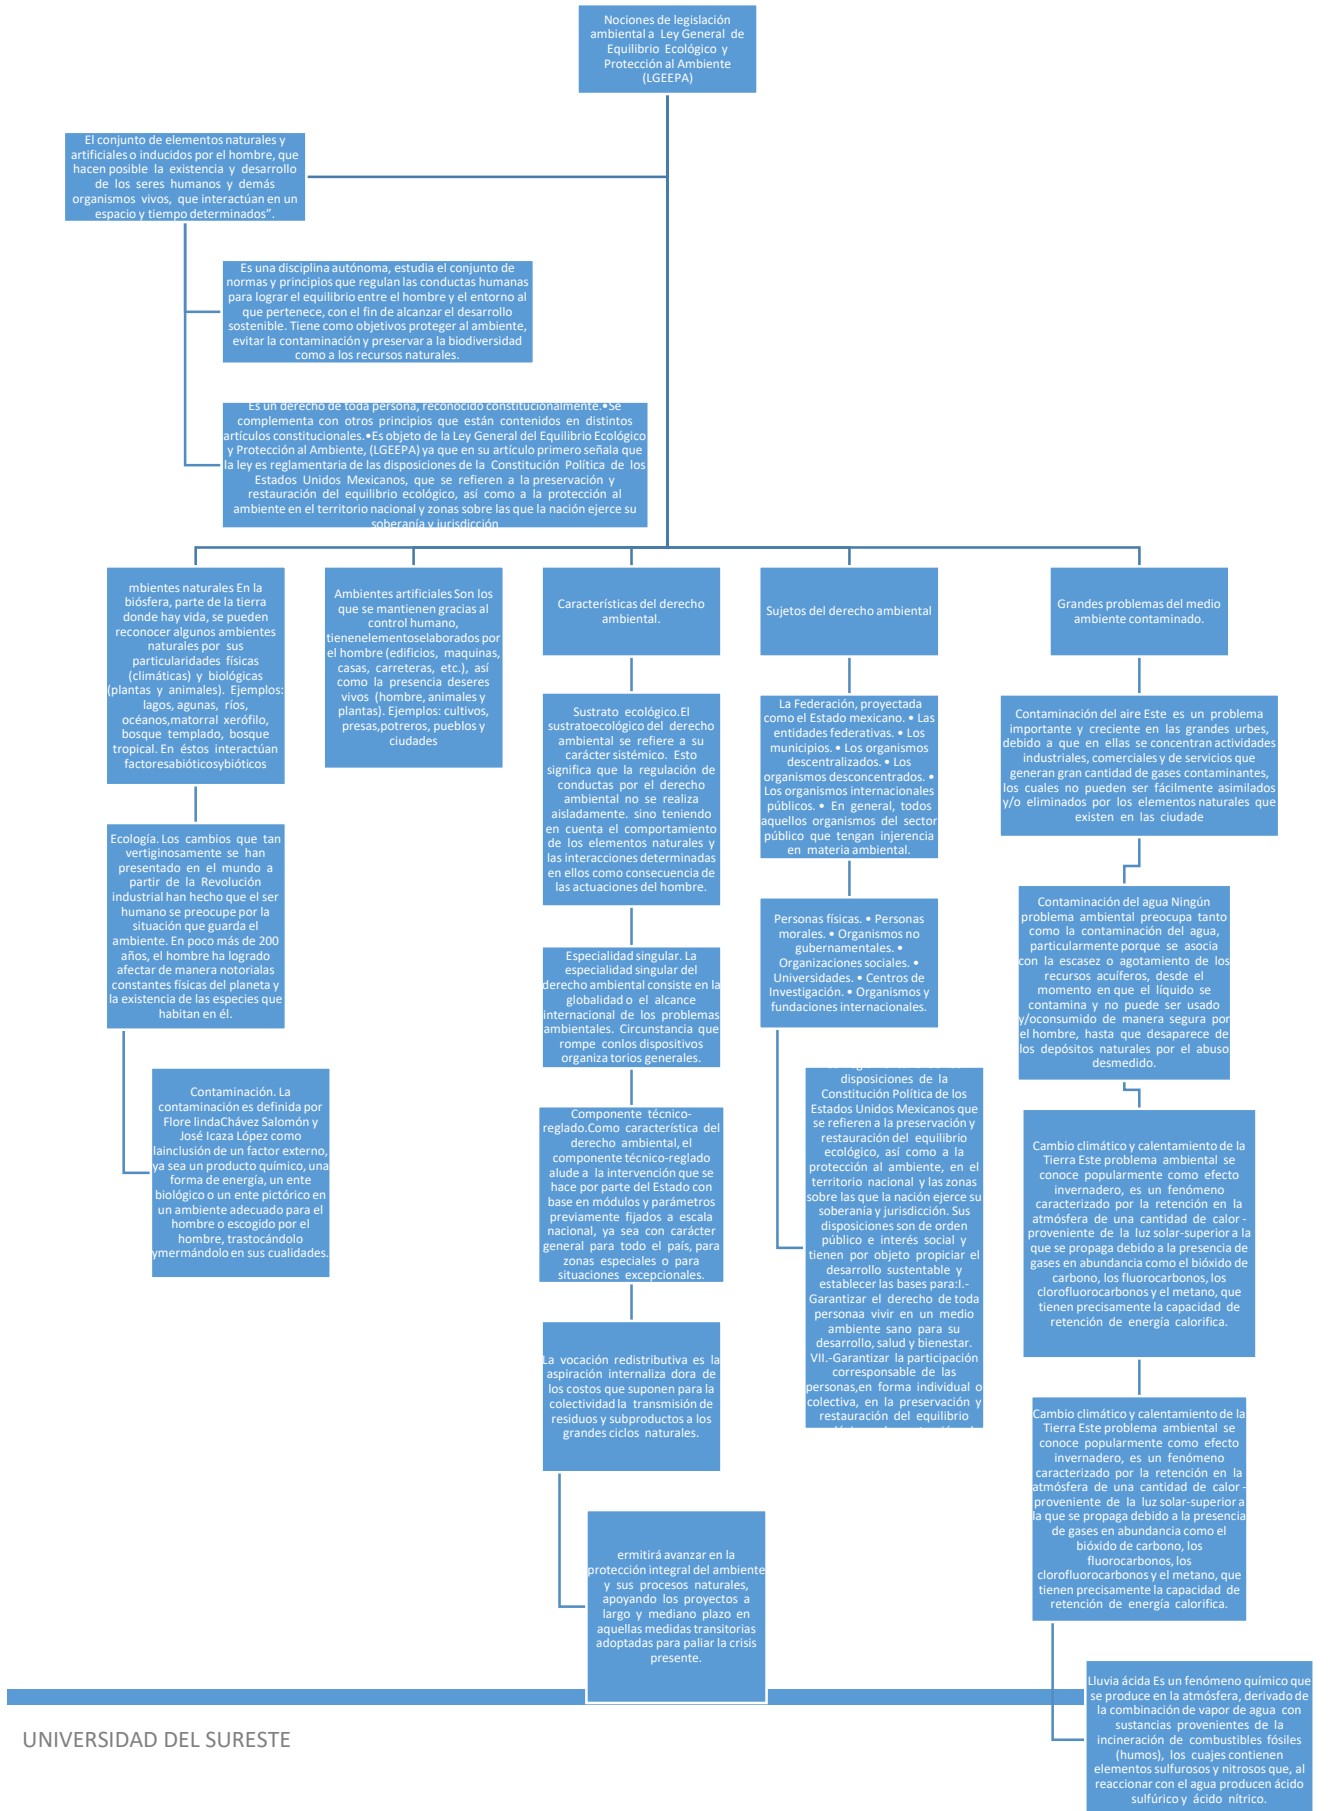 Nociones de legislación
ambiental a Ley General de
Equilibrio Ecológico y
Protección al Ambiente
(LGEEPA)
El conjunto de elementos naturales y
artificiales o inducidos por el hombre, que
hacen posible la existencia y desarrollo
de los seres humanos y demás
organismos vivos, que interactúan en un
espacio y tiempo determinados”.
Es una disciplina autónoma, estudia el conjunto de
normas y principios que regulan las conductas humanas
para lograr el equilibrio entre el hombre y el entorno al
que pertenece, con el fin de alcanzar el desarrollo
sostenible. Tiene como objetivos proteger al ambiente,
evitar la contaminación y preservar a la biodiversidad
como a los recursos naturales.
Es un derecho de toda persona, reconocido constitucionalmente.•Se
complementa con otros principios que están contenidos en distintos
artículos constitucionales.•Es objeto de la Ley General del Equilibrio Ecológico
y Protección al Ambiente, (LGEEPA) ya que en su artículo primero señala que
la ley es reglamentaria de las disposiciones de la Constitución Política de los
Estados Unidos Mexicanos, que se refieren a la preservación y
restauración del equilibrio ecológico, así como a la protección al
ambiente en el territorio nacional y zonas sobre las que la nación ejerce su
soberanía y jurisdicción
mbientes naturales En la
biósfera, parte de la tierra
donde hay vida, se pueden
reconocer algunos ambientes
naturales por sus
particularidades físicas
(climáticas) y biológicas
(plantas y animales). Ejemplos:
lagos, agunas, ríos,
océanos,matorral xerófilo,
bosque templado, bosque
tropical. En éstos interactúan
factoresabióticosybióticos
Ecología. Los cambios que tan
vertiginosamente se han
presentado en el mundo a
partir de la Revolución
industrial han hecho que el ser
humano se preocupe por la
situación que guarda el
ambiente. En poco más de 200
años, el hombre ha logrado
afectar de manera notorialas
constantes físicas del planeta y
la existencia de las especies que
habitan en él.
Contaminación. La
contaminación es definida por
Flore lindaChávez Salomón y
José Icaza López como
lainclusión de un factor externo,
ya sea un producto químico, una
forma de energía, un ente
biológico o un ente pictórico en
un ambiente adecuado para el
hombre o escogido por el
hombre, trastocándolo
ymermándolo en sus cualidades.
Ambientes artificiales Son los
que se mantienen gracias al
control humano,
tienenelementoselaborados por
el hombre (edificios, maquinas,
casas, carreteras, etc.), así
como la presencia deseres
vivos (hombre, animales y
plantas). Ejemplos: cultivos,
presas,potreros, pueblos y
ciudades
Características del derecho
ambiental.
Sustrato ecológico.El
sustratoecológico del derecho
ambiental se refiere a su
carácter sistémico. Esto
significa que la regulación de
conductas por el derecho
ambiental no se realiza
aisladamente. sino teniendo
en cuenta el comportamiento
de los elementos naturales y
las interacciones determinadas
en ellos como consecuencia de
las actuaciones del hombre.
Especialidad singular. La
especialidad singular del
derecho ambiental consiste en la
globalidad o el alcance
internacional de los problemas
ambientales. Circunstancia que
rompe conlos dispositivos
organiza torios generales.
Componente técnico-
reglado.Como característica del
derecho ambiental, el
componente técnico-reglado
alude a la intervención que se
hace por parte del Estado con
base en módulos y parámetros
previamente fijados a escala
nacional, ya sea con carácter
general para todo el país, para
zonas especiales o para
situaciones excepcionales.
La vocación redistributiva es la
aspiración internaliza dora de
los costos que suponen para la
colectividad la transmisión de
residuos y subproductos a los
grandes ciclos naturales.
ermitirá avanzar en la
protección integral del ambiente
y sus procesos naturales,
apoyando los proyectos a
largo y mediano plazo en
aquellas medidas transitorias
adoptadas para paliar la crisis
presente.
Sujetos del derecho ambiental
La Federación, proyectada
como el Estado mexicano. • Las
entidades federativas. • Los
municipios. • Los organismos
descentralizados. • Los
organismos desconcentrados. •
Los organismos internacionales
públicos. • En general, todos
aquellos organismos del sector
público que tengan injerencia
en materia ambiental.
Personas físicas. • Personas
morales. • Organismos no
gubernamentales. •
Organizaciones sociales. •
Universidades. • Centros de
Investigación. • Organismos y
fundaciones internacionales.
disposiciones de la
Constitución Política de los
Estados Unidos Mexicanos que
se refieren a la preservación y
restauración del equilibrio
ecológico, así como a la
protección al ambiente, en el
territorio nacional y las zonas
sobre las que la nación ejerce su
soberanía y jurisdicción. Sus
disposiciones son de orden
público e interés social y
tienen por objeto propiciar el
desarrollo sustentable y
establecer las bases para:I.-
Garantizar el derecho de toda
personaa vivir en un medio
ambiente sano para su
desarrollo, salud y bienestar.
VII.-Garantizar la participación
corresponsable de las
personas,en forma individual o
colectiva, en la preservación y
restauración del equilibrio
Grandes problemas del medio
ambiente contaminado.
Contaminación del aire Este es un problema
importante y creciente en las grandes urbes,
debido a que en ellas se concentran actividades
industriales, comerciales y de servicios que
generan gran cantidad de gases contaminantes,
los cuales no pueden ser fácilmente asimilados
y/o eliminados por los elementos naturales que
existen en las ciudade
Contaminación del agua Ningún
problema ambiental preocupa tanto
como la contaminación del agua,
particularmente porque se asocia
con la escasez o agotamiento de los
recursos acuíferos, desde el
momento en que el líquido se
contamina y no puede ser usado
y/oconsumido de manera segura por
el hombre, hasta que desaparece de
los depósitos naturales por el abuso
desmedido.
Cambio climático y calentamiento de la
Tierra Este problema ambiental se
conoce popularmente como efecto
invernadero, es un fenómeno
caracterizado por la retención en la
atmósfera de una cantidad de calor -
proveniente de la luz solar-superior a la
que se propaga debido a la presencia de
gases en abundancia como el bióxido de
carbono, los fluorocarbonos, los
clorofluorocarbonos y el metano, que
tienen precisamente la capacidad de
retención de energía calorifica.
Cambio climático y calentamiento de la
Tierra Este problema ambiental se
conoce popularmente como efecto
invernadero, es un fenómeno
caracterizado por la retención en la
atmósfera de una cantidad de calor -
proveniente de la luz solar-superior a
la que se propaga debido a la presencia
de gases en abundancia como el
bióxido de carbono, los
fluorocarbonos, los
clorofluorocarbonos y el metano, que
tienen precisamente la capacidad de
retención de energía calorifica.
Lluvia ácida Es un fenómeno químico que
se produce en la atmósfera, derivado de
la combinación de vapor de agua con
sustancias provenientes de la
incineración de combustibles fósiles
(humos), los cuajes contienen
elementos sulfurosos y nitrosos que, al
reaccionar con el agua producen ácido
sulfúrico y ácido nítrico.
UNIVERSIDAD DEL SURESTE